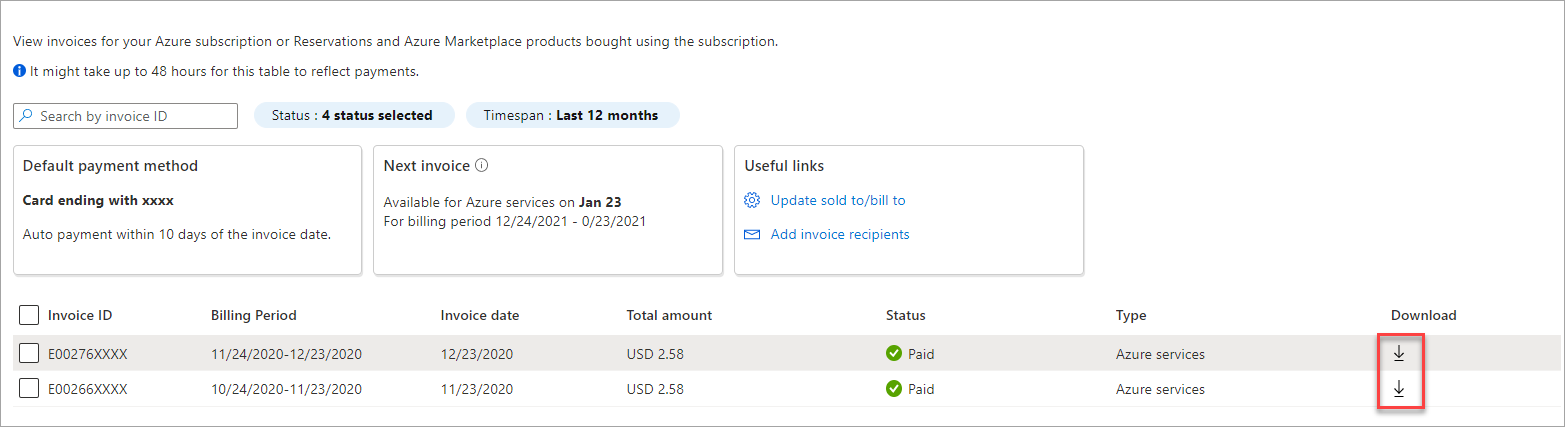 View invoices for your Azure subscription or Reservations and Azure Marketplace products bought using the subscription.
It might take up to 48 hours for this table to reflect payments.
Search by invoice ID
Status : 4 status selected
Timespan : Last 12 months
Default payment method
Card ending with xxxx
Auto payment within 10 days of the invoice date.
Next invoice
Available for Azure services on Jan 23
For billing period 12/24/2021 - 0/23/2021
Useful links
Update sold to/bill to
Add invoice recipients
Invoice ID Billing Period Invoice date Total amount Status Type Download
E00276XXXX 11/24/2020-12/23/2020 12/23/2020 USD 2.58 Paid Azure services
E00266XXXX 10/24/2020-11/23/2020 11/23/2020 USD 2.58 Paid Azure services